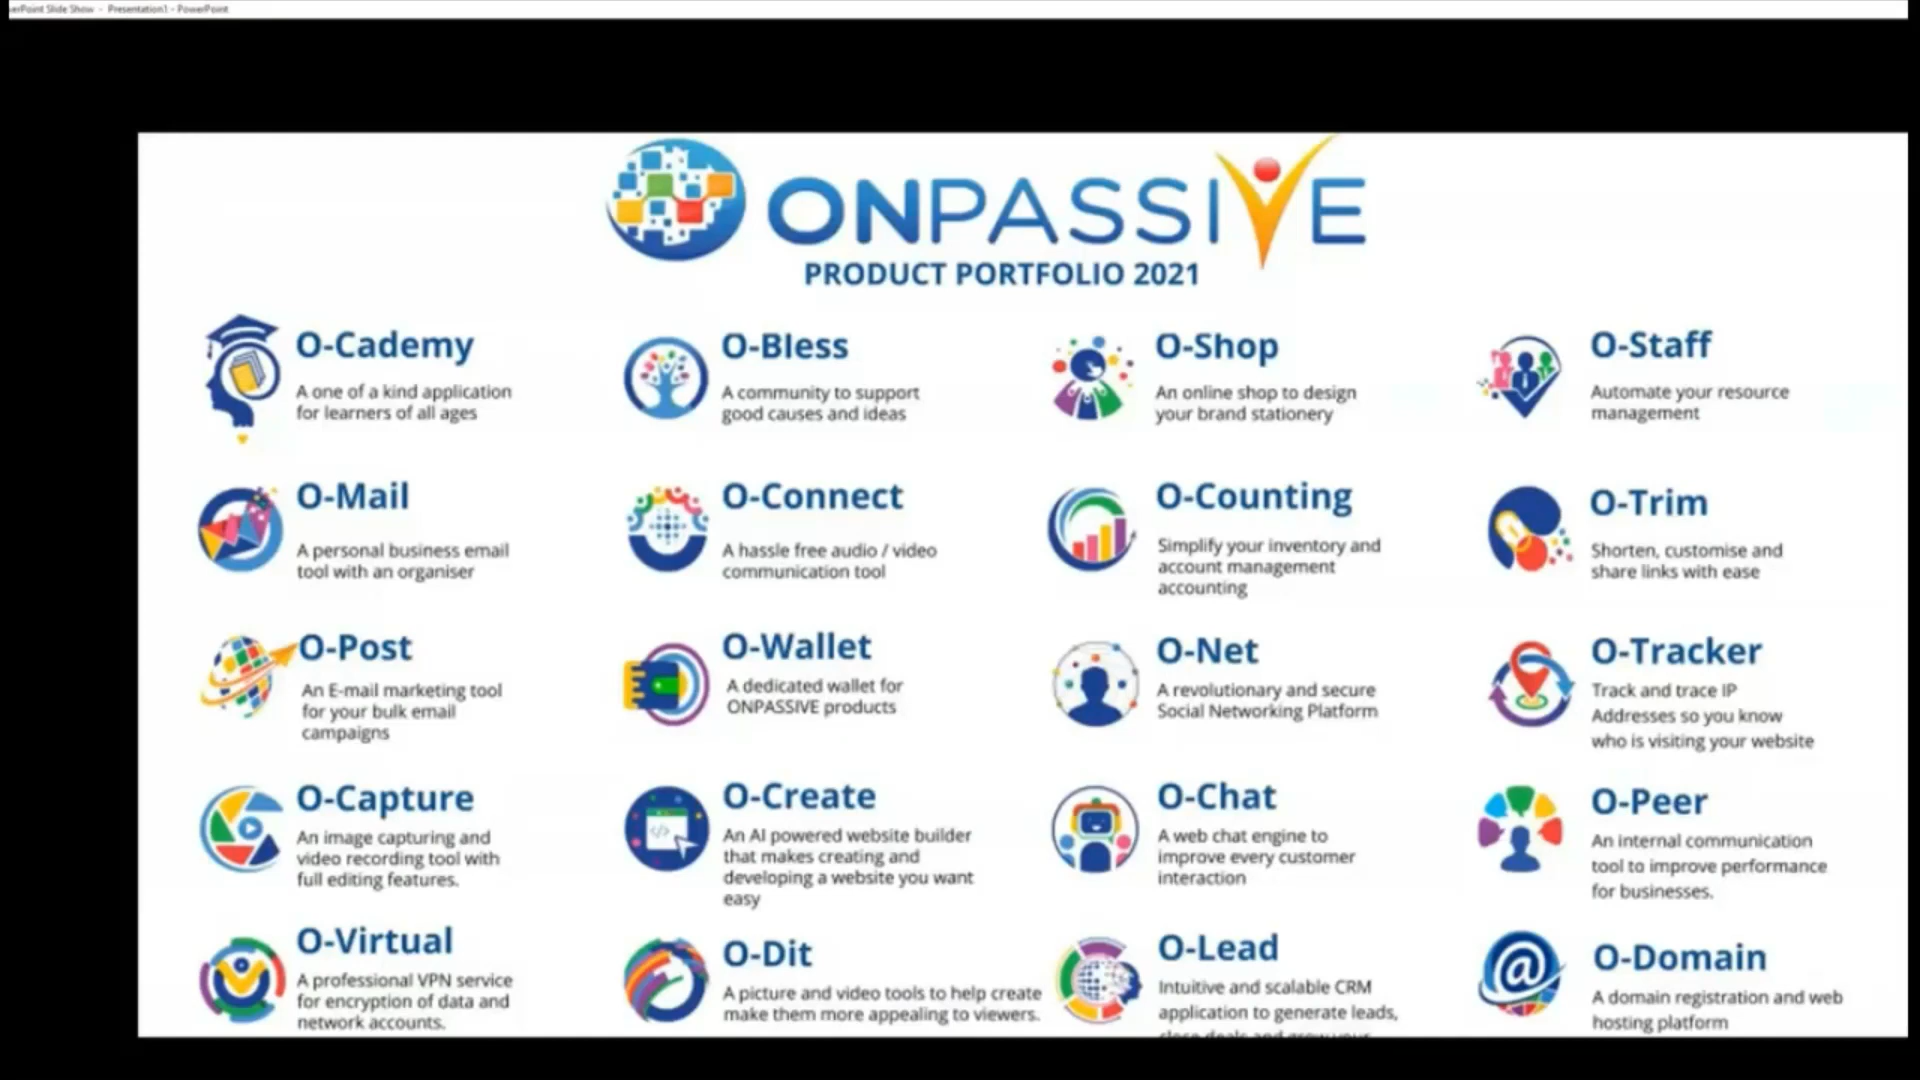 PowerPoint Slide Show - Presentation1 - PowerPoint
ONPASSIVE
PRODUCT PORTFOLIO 2021
O-Cademy
A one of a kind application
for learners of all ages
O-Bless
A community to support
good causes and ideas
O-Shop
An online shop to design
your brand stationery
O-Staff
Automate your resource
management
O-Mail
A personal business email
tool with an organiser
O-Connect
A hassle free audio / video
communication tool
O-Counting
Simplify your inventory and
account management
accounting
O-Trim
Shorten, customise and
share links with ease
O-Post
An E-mail marketing tool
for your bulk email
campaigns
O-Wallet
A dedicated wallet for
ONPASSIVE products
O-Net
A revolutionary and secure
Social Networking Platform
O-Tracker
Track and trace IP
Addresses so you know
who is visiting your website
O-Capture
An image capturing and
video recording tool with
full editing features.
O-Create
An AI powered website builder
that makes creating and
developing a website you want
easy
O-Chat
A web chat engine to
improve every customer
interaction
O-Peer
An internal communication
tool to improve performance
for businesses.
O-Virtual
A professional VPN service
for encryption of data and
network accounts.
O-Dit
A picture and video tools to help create
make them more appealing to viewers.
O-Lead
Intuitive and scalable CRM
application to generate leads,
close deals and grow your
O-Domain
A domain registration and web
hosting platform